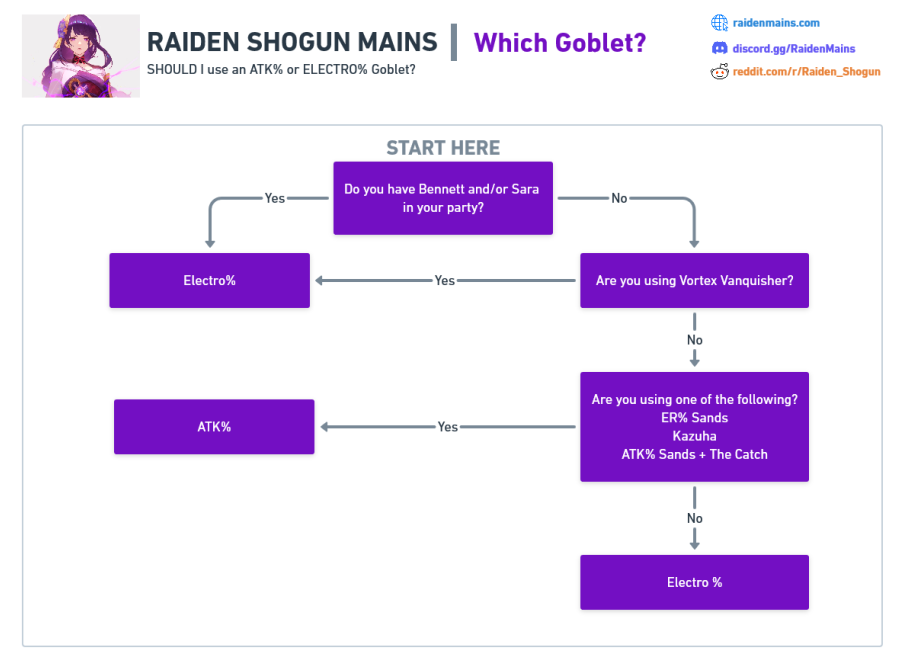 RAIDEN SHOGUN MAINS
Which Goblet?
SHOULD I use an ATK% or ELECTRO% Goblet?
raidenmains.com
discord.gg/RaidenMains
reddit.com/r/Raiden_Shogun
START HERE
Do you have Bennett and/or Sara
in your party?
Yes
No
Electro%
Yes
Are you using Vortex Vanquisher?
No
ATK%
Yes
Are you using one of the following?
ER% Sands
Kazuha
ATK% Sands + The Catch
No
Electro %